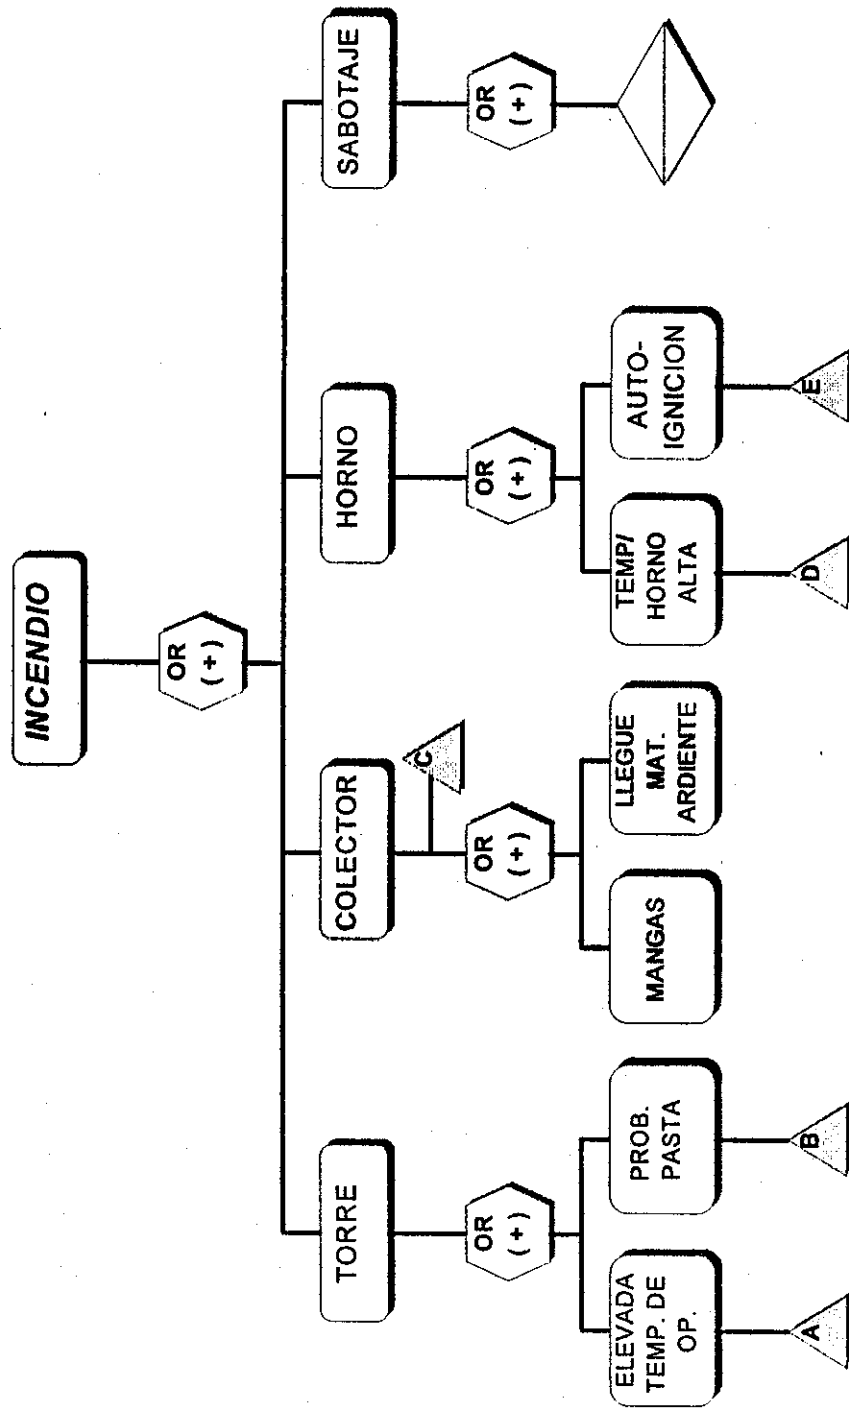 INCENDIO
OR
(+)
TORRE
COLECTOR
HORNO
SABOTAJE
C
OR
(+)
OR
(+)
OR
(+)
OR
(+)
ELEVADA
TEMP. DE
OP.
PROB.
PASTA
MANGAS
LLEGUE
MAT.
ARDIENTE
TEMP/
HORNO
ALTA
AUTO-
IGNICION
A
B
D
E